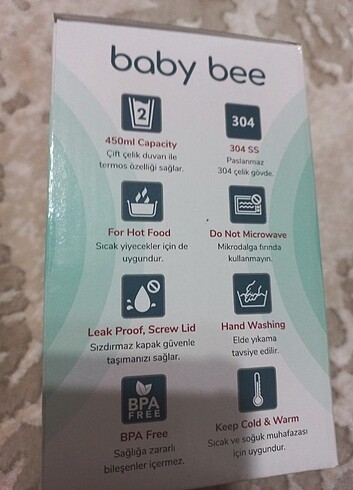 baby bee
2
450ml Capacity
Çift çelik duvarı ile
termos özelliği sağlar.
304
304 SS
Paslanmaz
304 çelik gövde.
For Hot Food
Sıcak yiyecekler için de
uygundur.
Do Not Microwave
Mikrodalga fırında
kullanmayın.
Leak Proof, Screw Lid
Sızdırmaz kapak güvenle
taşımanızı sağlar.
Hand Washing
Elde yıkama
tavsiye edilir.
BPA
FREE
BPA Free
Sağlığa zararlı
bileşenler içermez.
Keep Cold & Warm
Sıcak ve soğuk muhafazası
için uygundur.